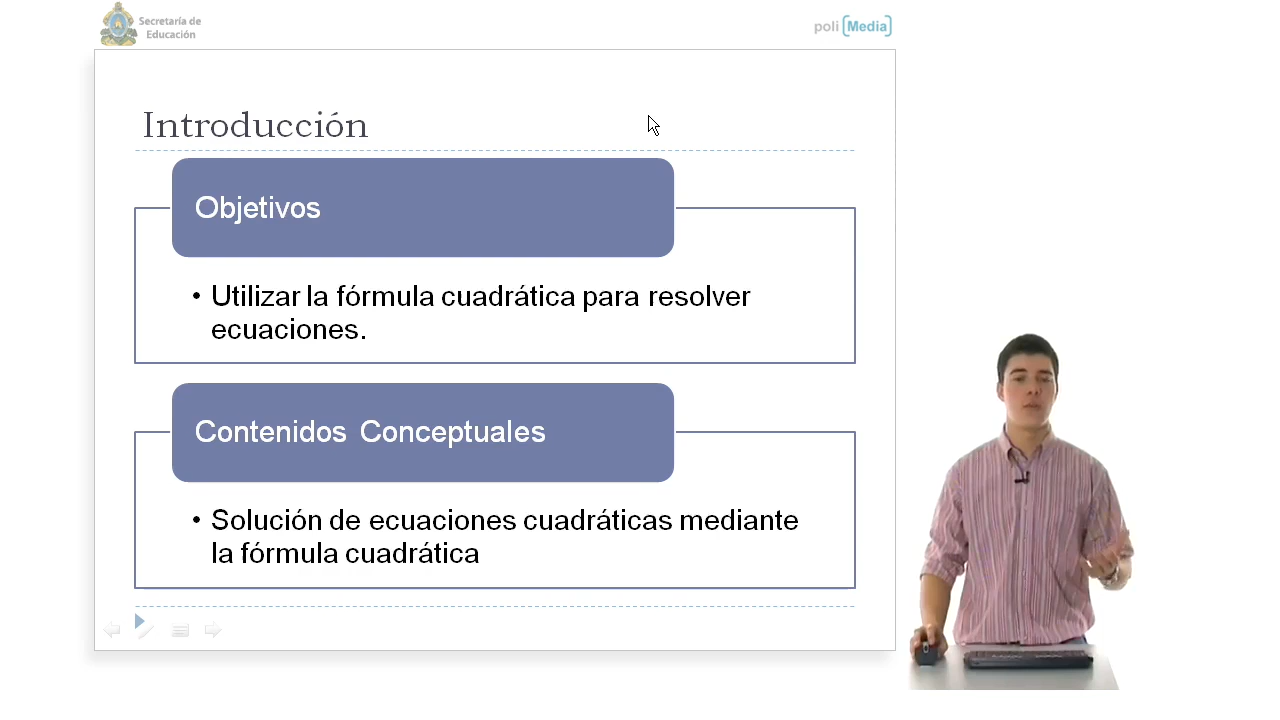 Secretaría de
Educación
poli [Media]
Introducción
Objetivos
• Utilizar la fórmula cuadrática para resolver
ecuaciones.
Contenidos Conceptuales
• Solución de ecuaciones cuadráticas mediante
la fórmula cuadrática